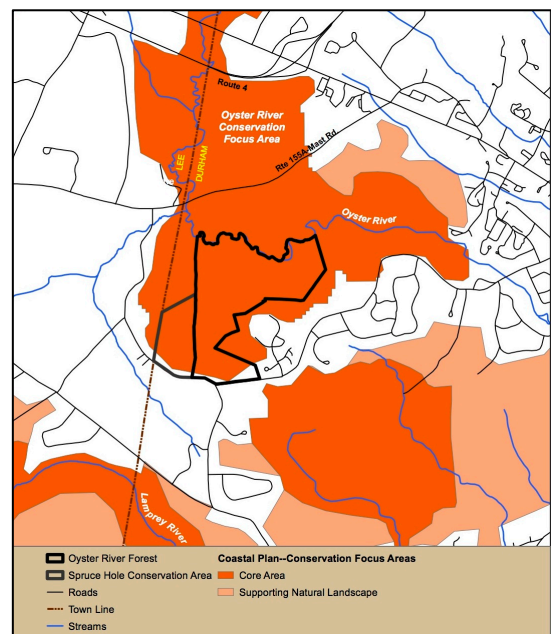 Route 4
Oyster River
Conservation
Focus Area
Rte 155A-Mast Rd
LEE
DURHAM
Oyster River
Lamprey River
Oyster River Forest
Spruce Hole Conservation Area
Roads
Town Line
Streams
Coastal Plan--Conservation Focus Areas
Core Area
Supporting Natural Landscape